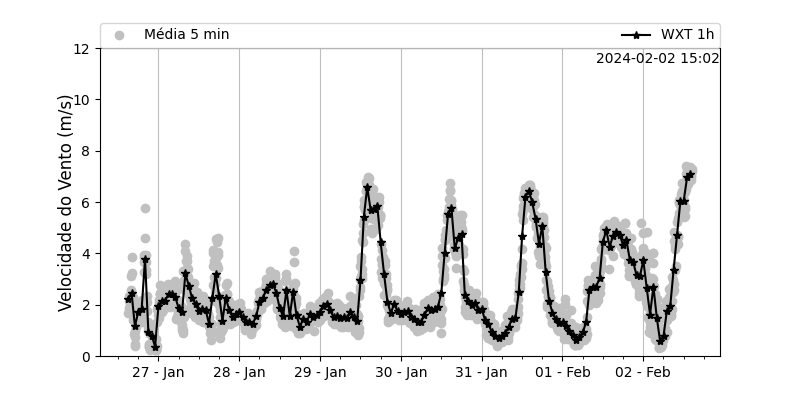 Média 5 min
WXT 1h
2024-02-02 15:02
12
10
8
6
4
2
0
Velocidade do Vento (m/s)
27 - Jan
28 - Jan
29 - Jan
30 - Jan
31 - Jan
01 - Feb
02 - Feb